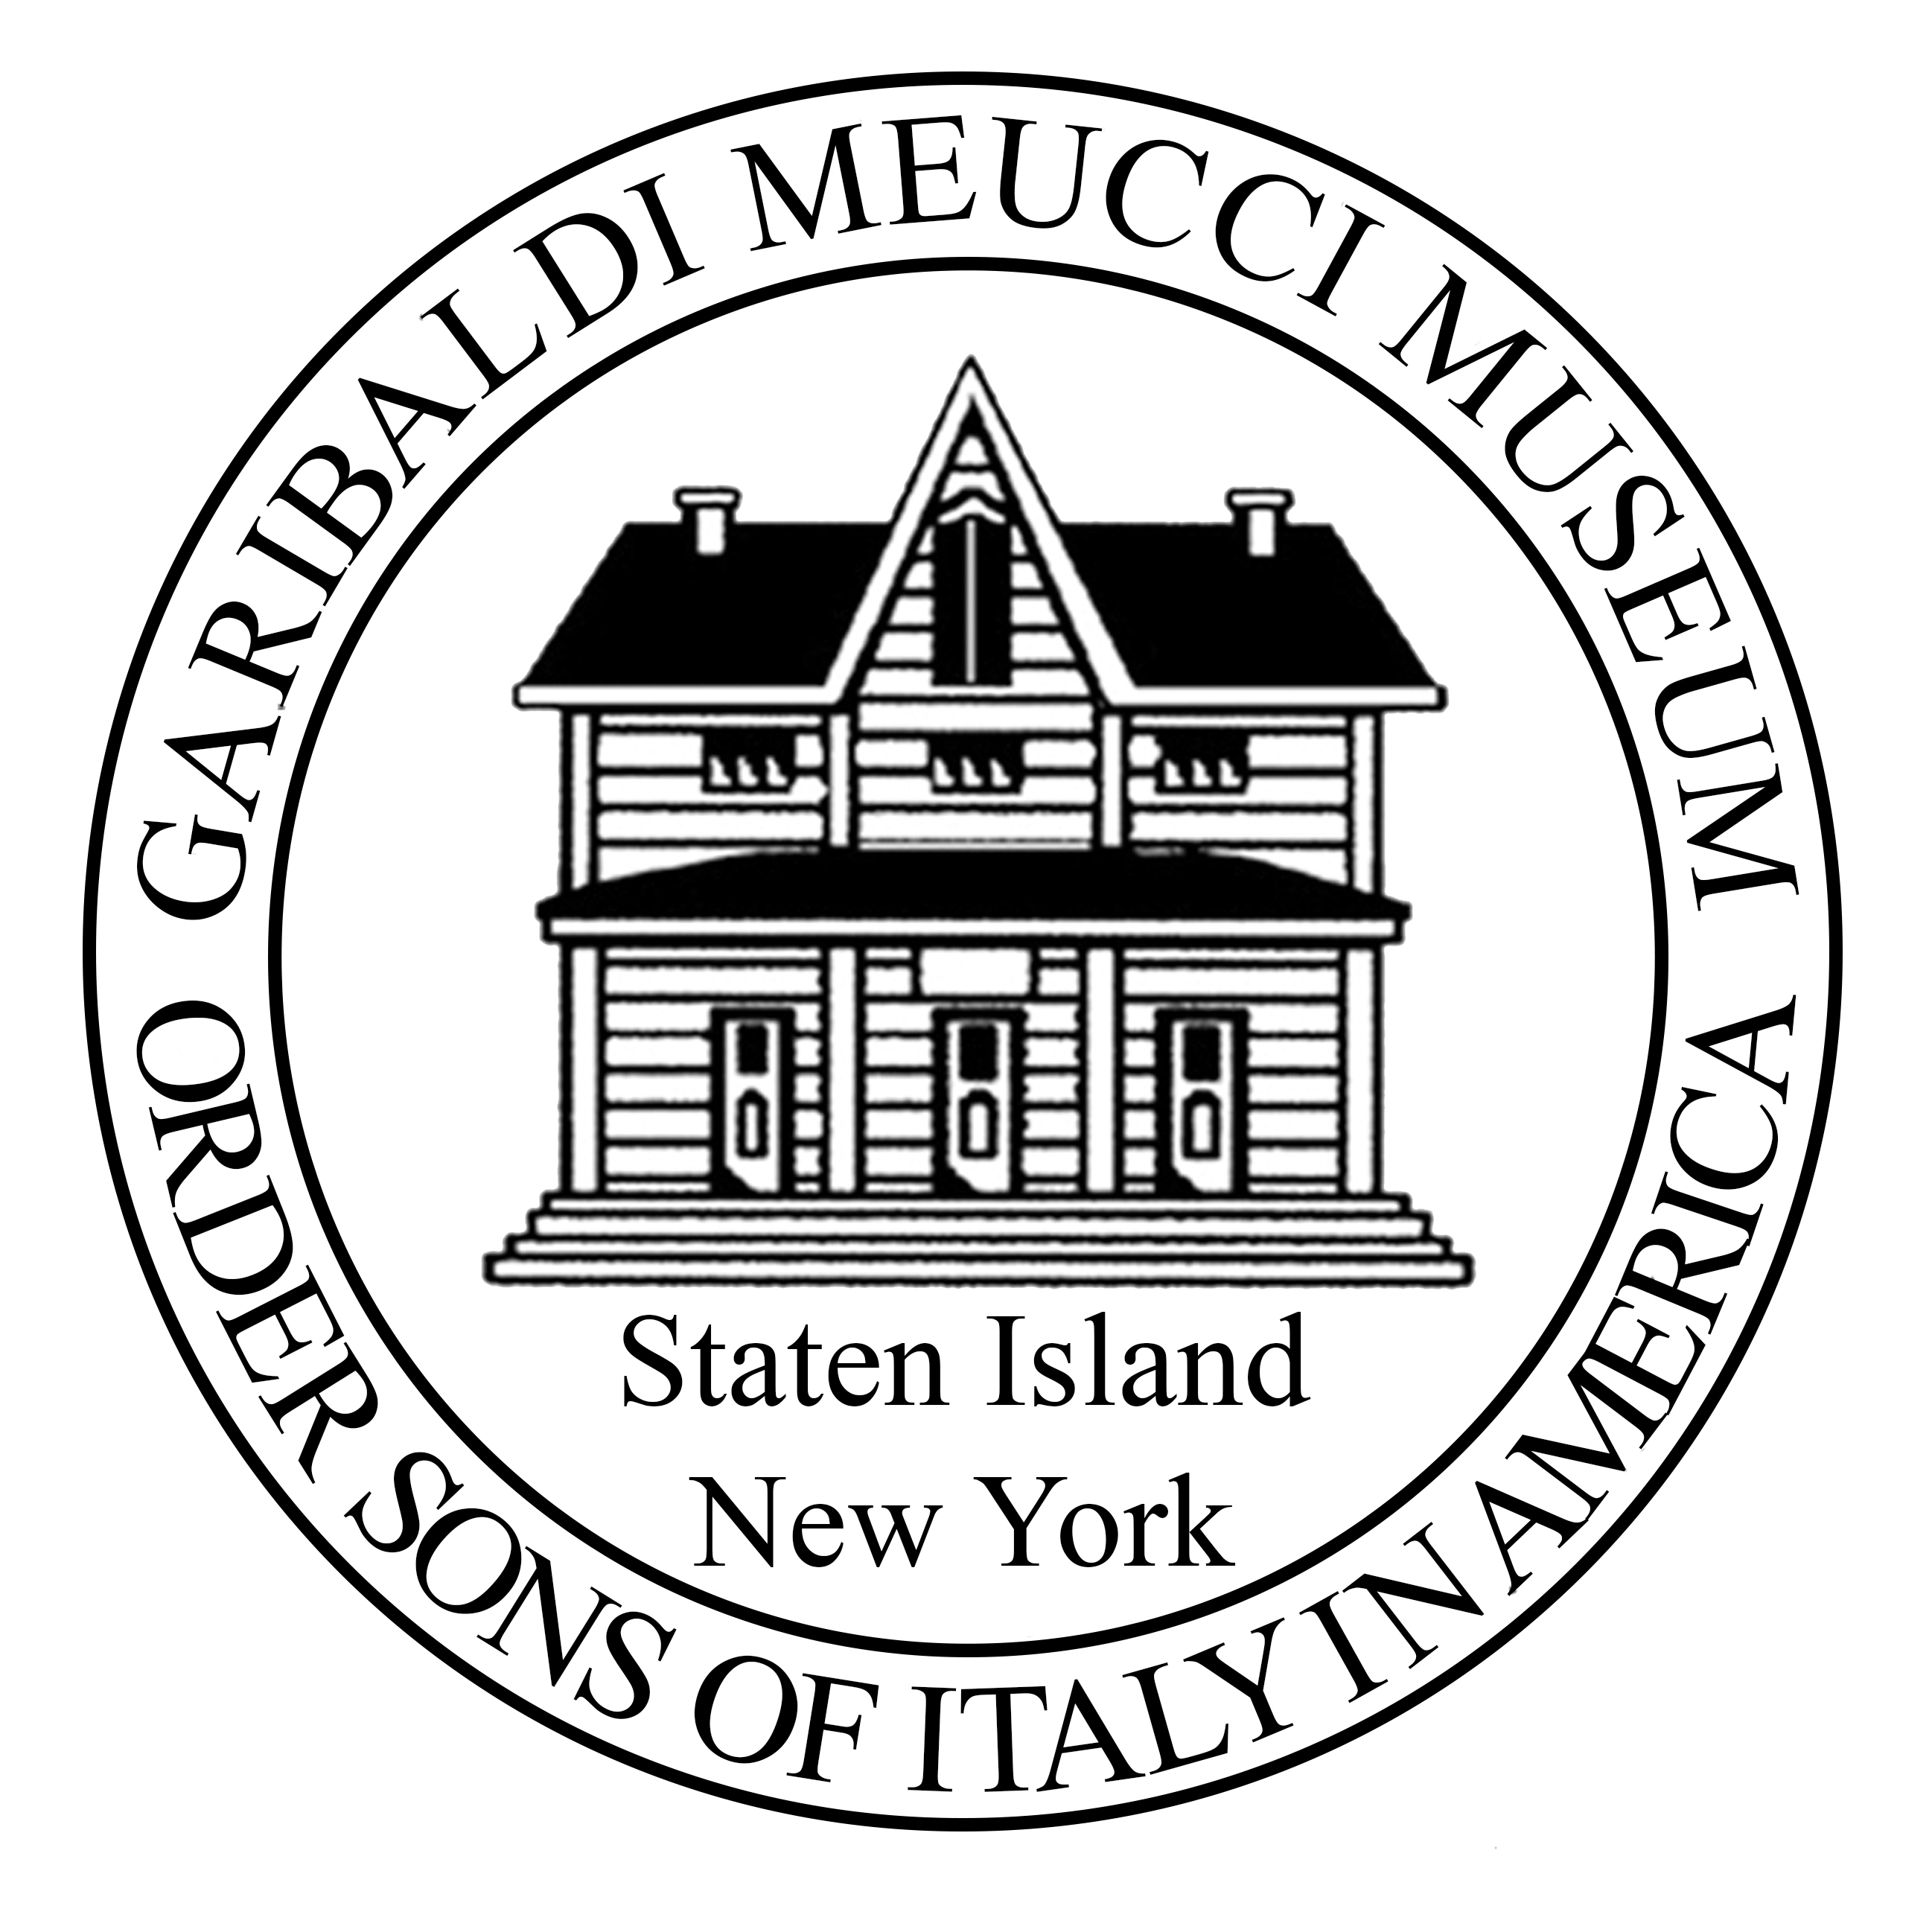 GARIBALDI MEUCCI MUSEUM
Staten Island
New York
ORDER SONS OF ITALY IN AMERICA